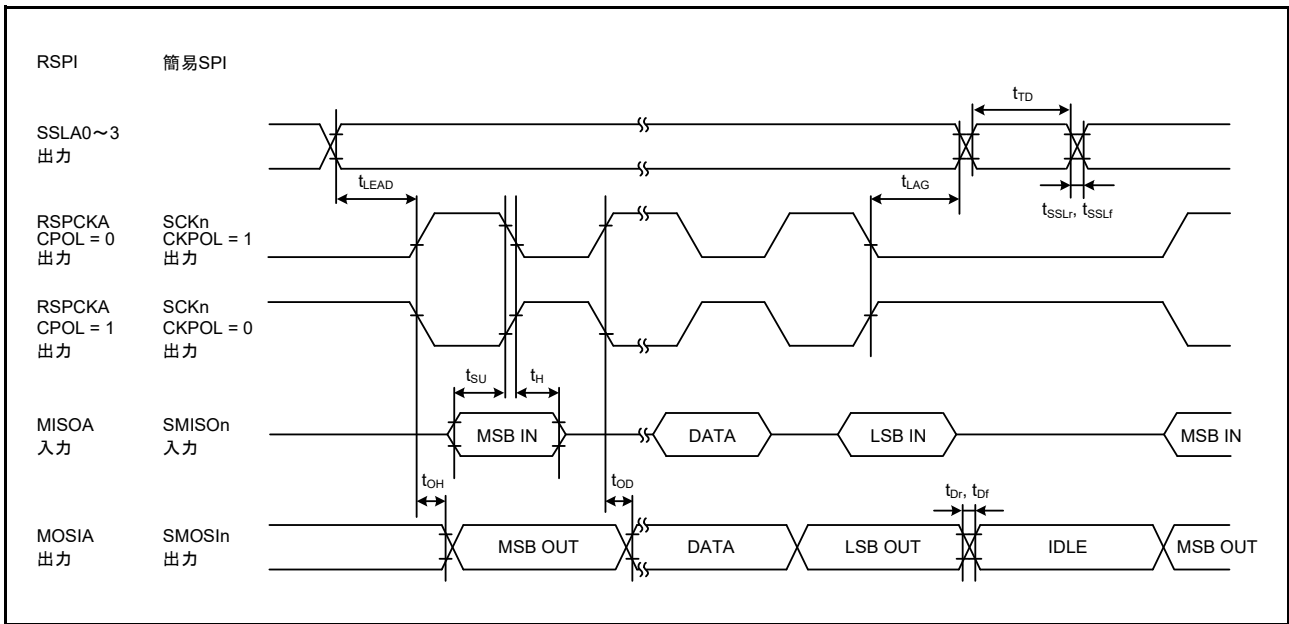 RSPI 簡易SPI
SSLA0～3
出力
tTD
tLEAD
tLAG
tSSLr, tSSLf
RSPCKA SCKn
CPOL = 0 CKPOL = 1
出力 出力
RSPCKA SCKn
CPOL = 1 CKPOL = 0
出力 出力
tSU tH
MISOA SMISOn
入力 入力
MSB IN DATA LSB IN MSB IN
tOH tOD tDr, tDf
MOSIA SMOSIn
出力 出力
MSB OUT DATA LSB OUT IDLE MSB OUT